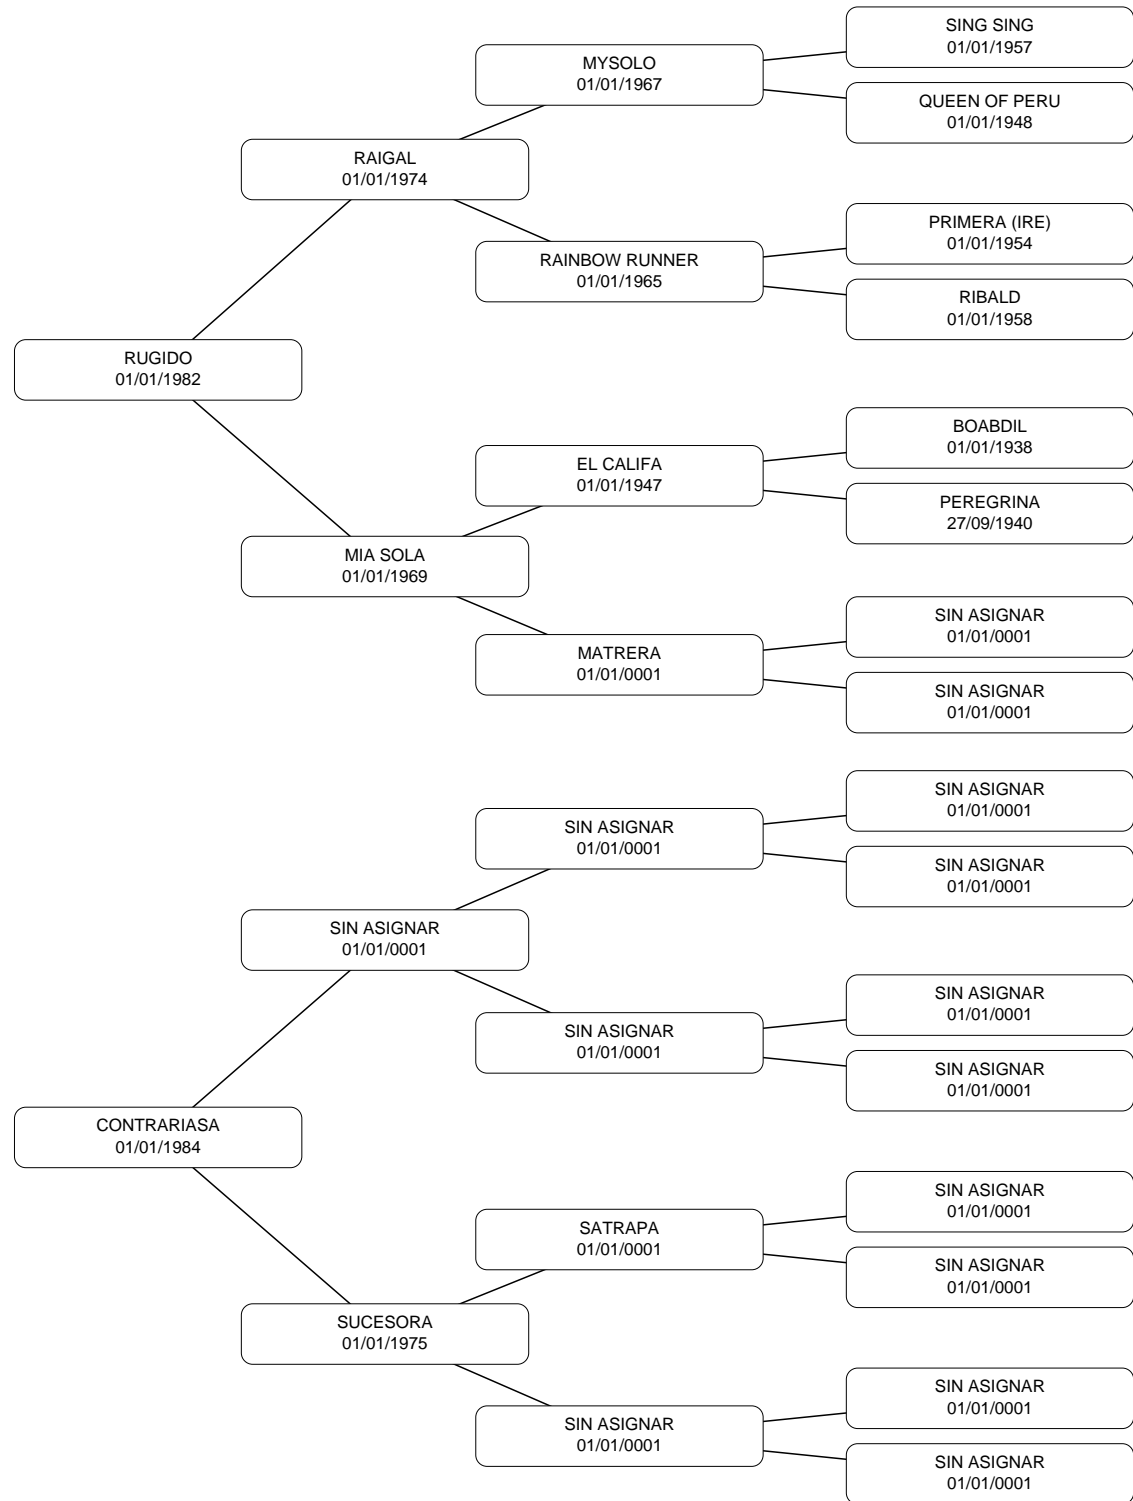 SING SING
01/01/1957
MYSOLO
01/01/1967
QUEEN OF PERU
01/01/1948
RAIGAL
01/01/1974
PRIMERA (IRE)
01/01/1954
RAINBOW RUNNER
01/01/1965
RIBALD
01/01/1958
RUGIDO
01/01/1982
BOABDIL
01/01/1938
EL CALIFA
01/01/1947
PEREGRINA
27/09/1940
MIA SOLA
01/01/1969
SIN ASIGNAR
01/01/0001
MATRERA
01/01/0001
SIN ASIGNAR
01/01/0001
SIN ASIGNAR
01/01/0001
SIN ASIGNAR
01/01/0001
SIN ASIGNAR
01/01/0001
SIN ASIGNAR
01/01/0001
SIN ASIGNAR
01/01/0001
SIN ASIGNAR
01/01/0001
SIN ASIGNAR
01/01/0001
CONTRARIASA
01/01/1984
SIN ASIGNAR
01/01/0001
SATRAPA
01/01/0001
SIN ASIGNAR
01/01/0001
SUCESORA
01/01/1975
SIN ASIGNAR
01/01/0001
SIN ASIGNAR
01/01/0001
SIN ASIGNAR
01/01/0001